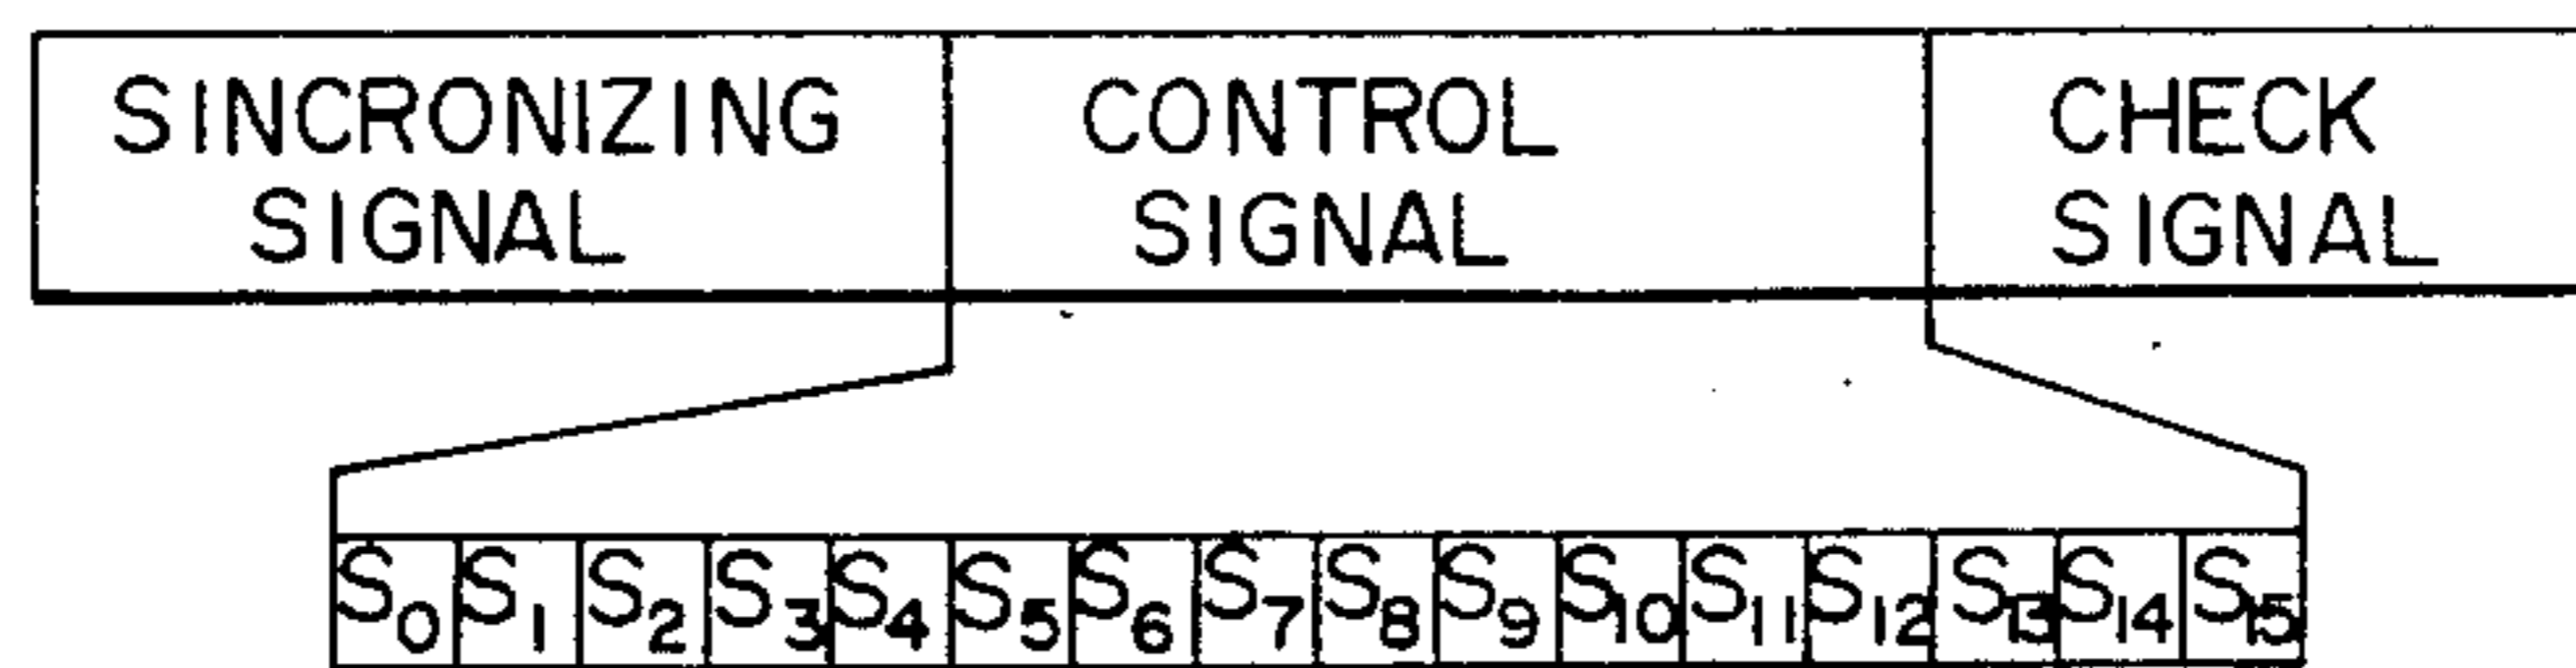 SINCRONIZING SIGNAL
CONTROL SIGNAL
CHECK SIGNAL
S0 S1 S2 S3 S4 S5 S6 S7 S8 S9 S10 S11 S12 S13 S14 S15